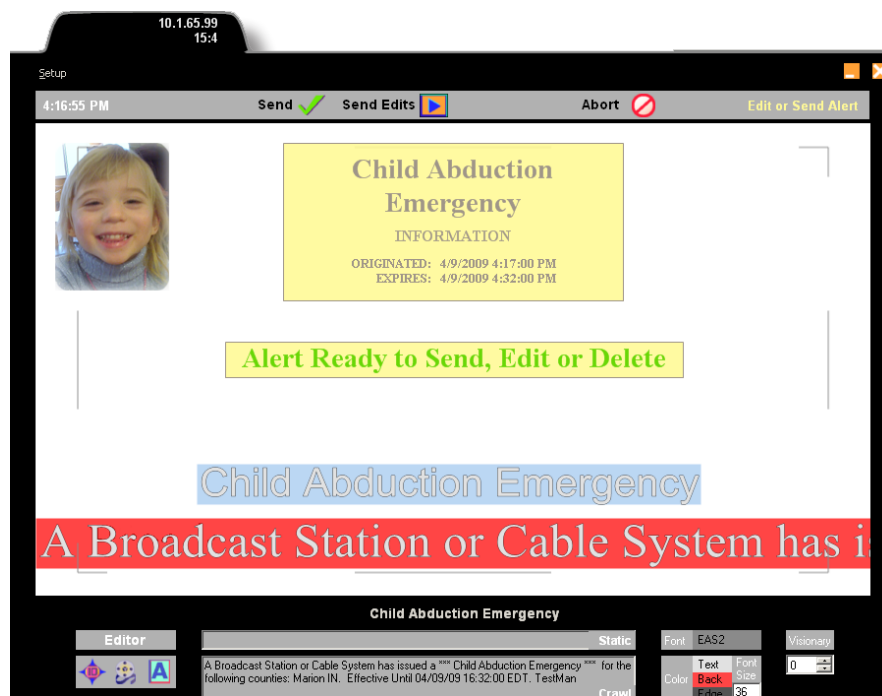 10.1.65.99
15:4
Setup
4:16:55 PM Send Send Edits Abort Edit or Send Alert
Child Abduction
Emergency
INFORMATION
ORIGINATED: 4/9/2009 4:17:00 PM
EXPIRES: 4/9/2009 4:32:00 PM
Alert Ready to Send, Edit or Delete
Child Abduction Emergency
A Broadcast Station or Cable System has is
Child Abduction Emergency
Editor Static Font EAS2 Visionary
A Broadcast Station or Cable System has issued a *** Child Abduction Emergency *** for the
following counties: Marion IN. Effective Until 04/09/09 16:32:00 EDT. TestMan
Crawl
Color Text Font
Back Size
Edge 36
0